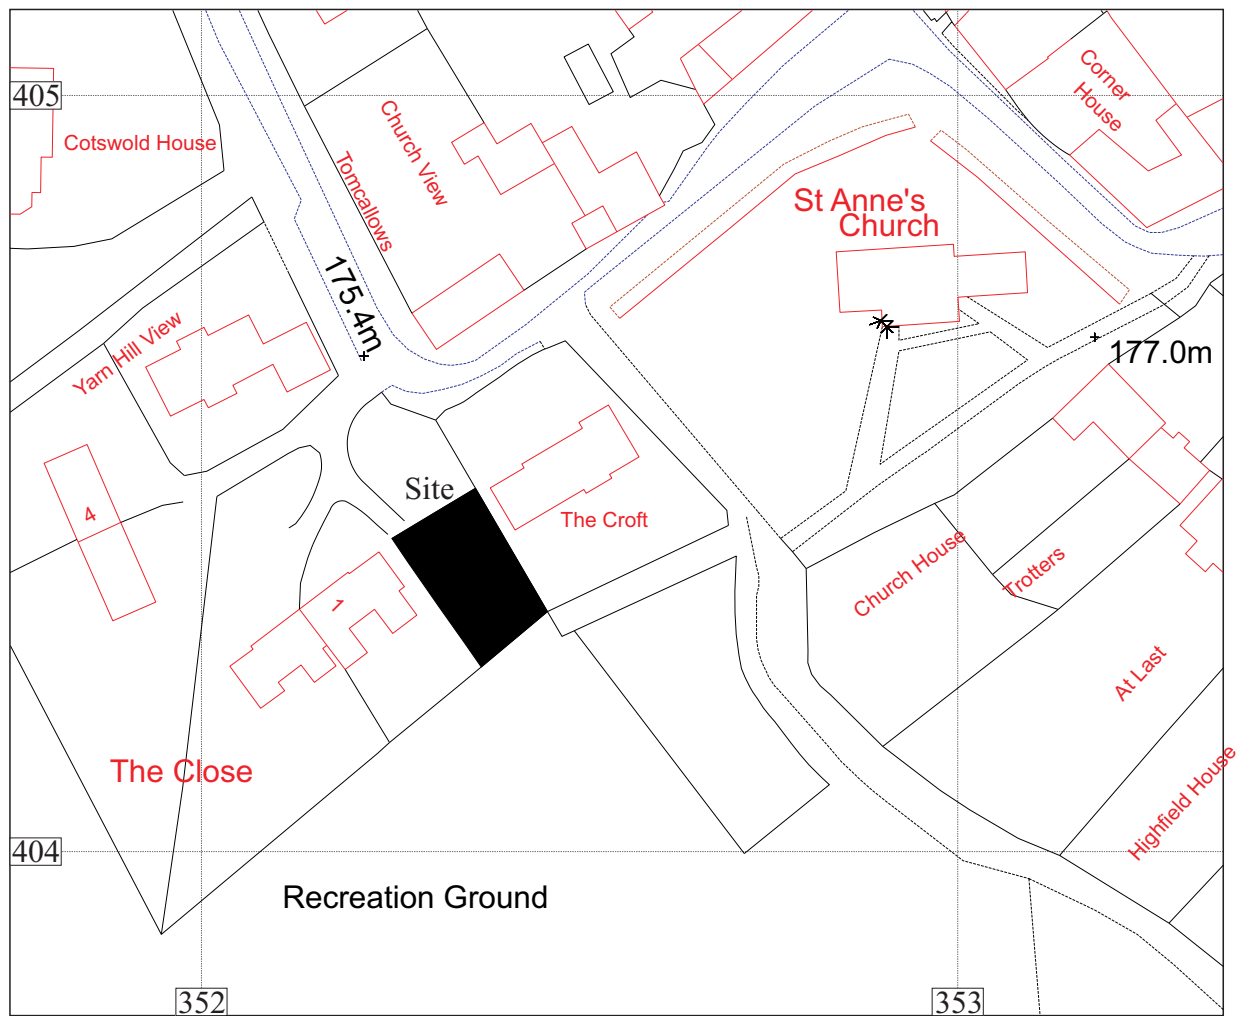 405
Corner
House
Cotswold House
Church View
Tomcallows
St Anne's
Church
175.4m
Yarn Hill View
177.0m
4
Site
The Croft
Church House
Trotters
1
At Last
The Close
Highfield House
404
Recreation Ground
352
353